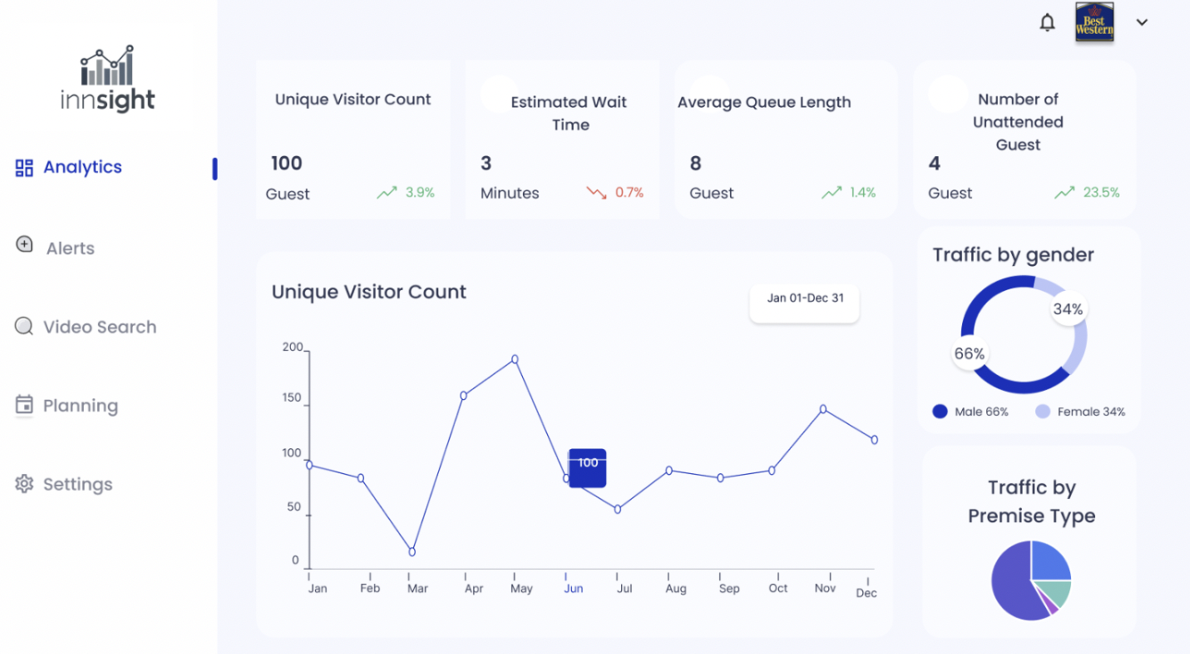 Best
Western
innsight
Analytics
Alerts
Video Search
Planning
Settings
Unique Visitor Count
100
Guest
3.9%
Estimated Wait
Time
3
Minutes
0.7%
Average Queue Length
8
Guest
1.4%
Number of
Unattended
Guest
4
Guest
23.5%
Unique Visitor Count
Jan 01-Dec 31
200
150
100
50
0
100
Jan Feb Mar Apr May Jun Jul Aug Sep Oct Nov Dec
Traffic by gender
34%
66%
Male 66% Female 34%
Traffic by
Premise Type